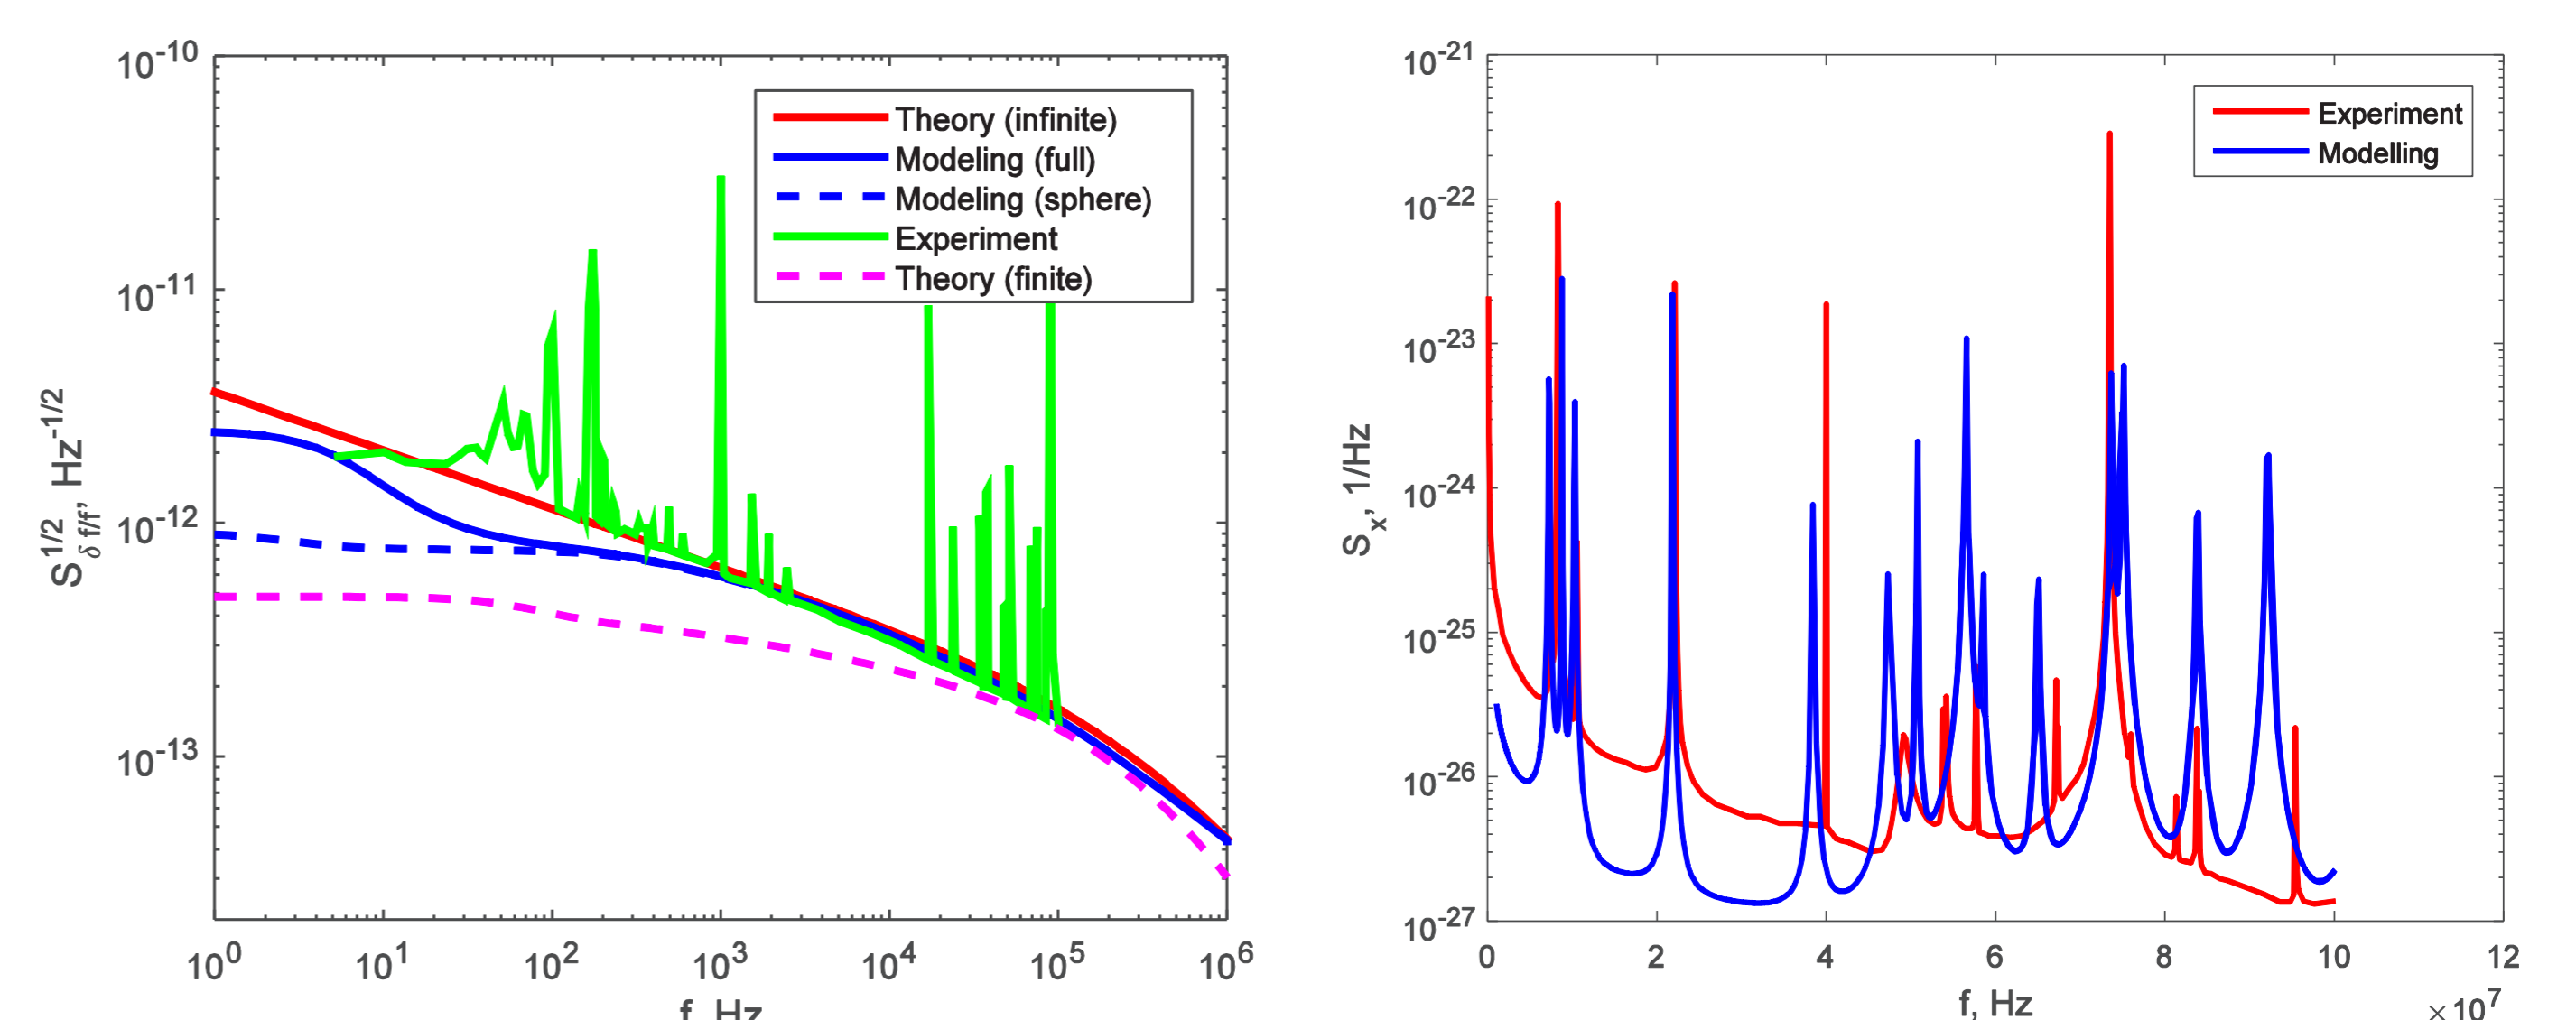 10^-10
10^-11
10^-12
10^-13
S^1/2 _δ f/f, Hz^-1/2
Theory (infinite)
Modeling (full)
Modeling (sphere)
Experiment
Theory (finite)
10^0 10^1 10^2 10^3 10^4 10^5 10^6
f, Hz
10^-21
10^-22
10^-23
10^-24
10^-25
10^-26
10^-27
S_x, 1/Hz
Experiment
Modelling
0 2 4 6 8 10 12
f, Hz
×10^7